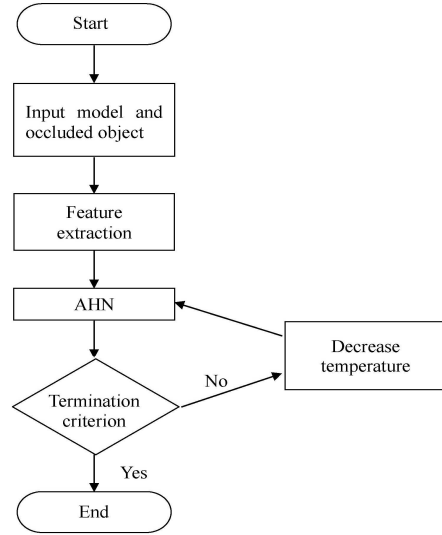 Start
Input model and
occluded object
Feature
extraction
AHN
Decrease
temperature
No
Termination
criterion
Yes
End